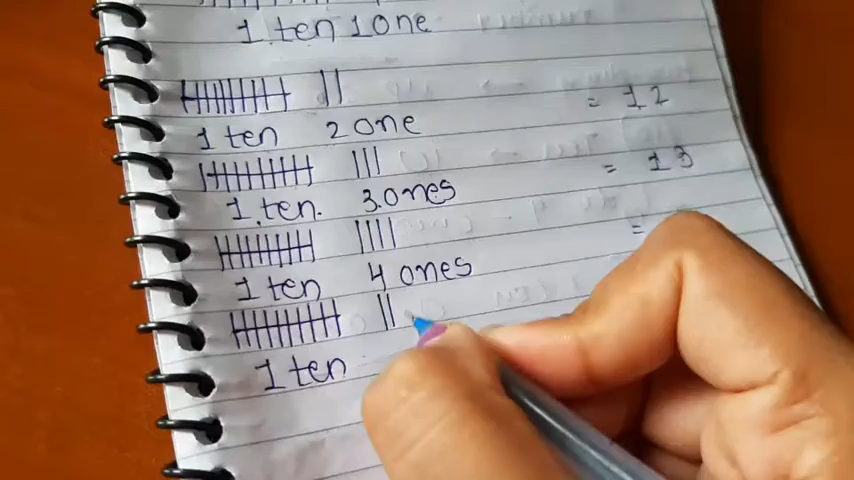 1 ten 1 one
= 12
1 ten 2 one
= 13
1 ten. 3.ones
=
1 ten 4 ones
1 ten